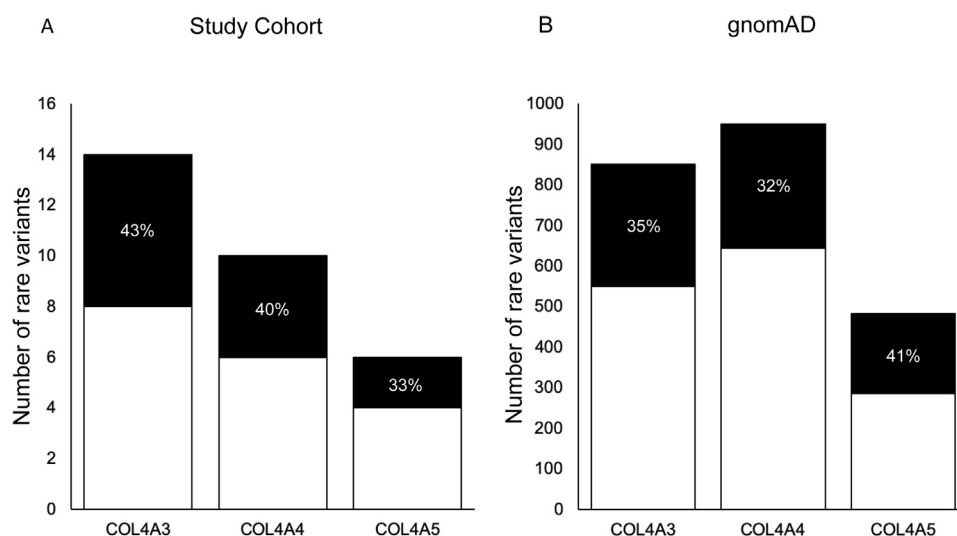 A
Study Cohort
Number of rare variants
16
14
12
10
8
6
4
2
0
43%
40%
33%
COL4A3
COL4A4
COL4A5
B
gnomAD
Number of rare variants
1000
900
800
700
600
500
400
300
200
100
0
35%
32%
41%
COL4A3
COL4A4
COL4A5